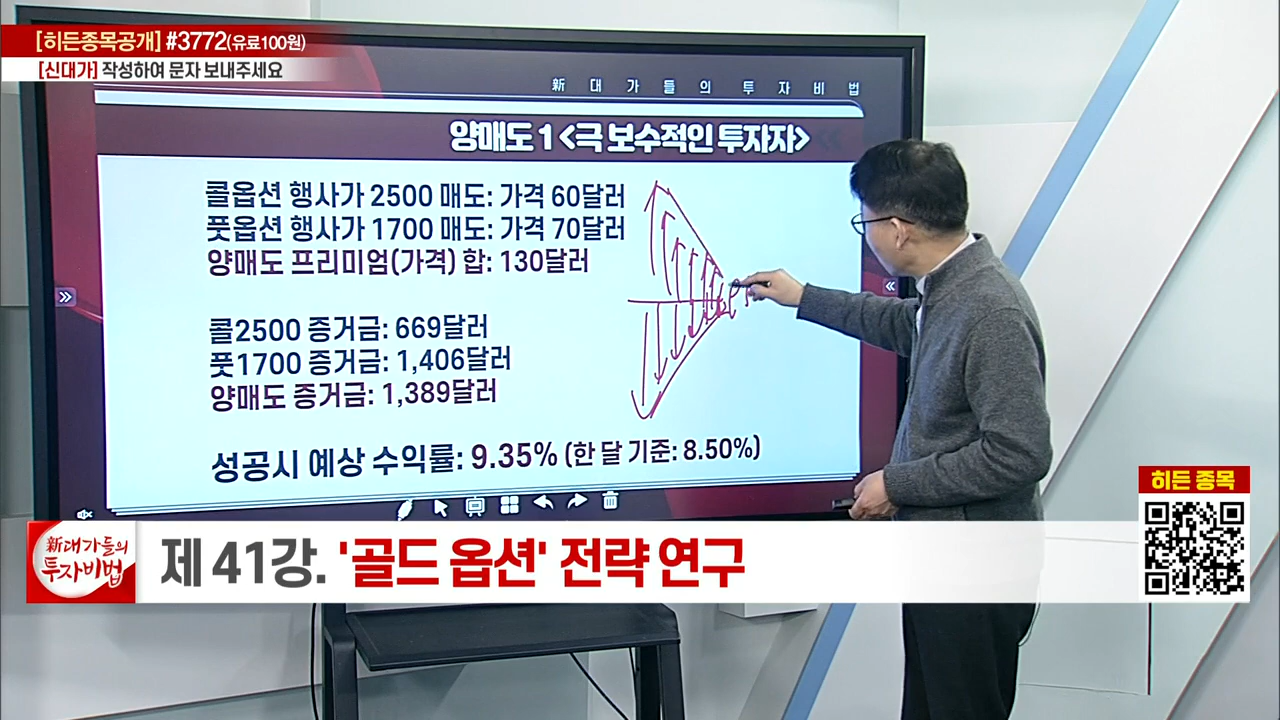 [히든종목공개] #3772(유료100원)
[신대가] 작성하여 문자 보내주세요
新 대 가 들 의 투 자 비 법
양매도 1 <극 보수적인 투자자>
콜옵션 행사가 2500 매도: 가격 60달러
풋옵션 행사가 1700 매도: 가격 70달러
양매도 프리미엄(가격) 합: 130달러
콜2500 증거금: 669달러
풋1700 증거금: 1,406달러
양매도 증거금: 1,389달러
성공시 예상 수익률: 9.35% (한 달 기준: 8.50%)
히든 종목
新대가들의
투자비법
제 41강. '골드 옵션' 전략 연구